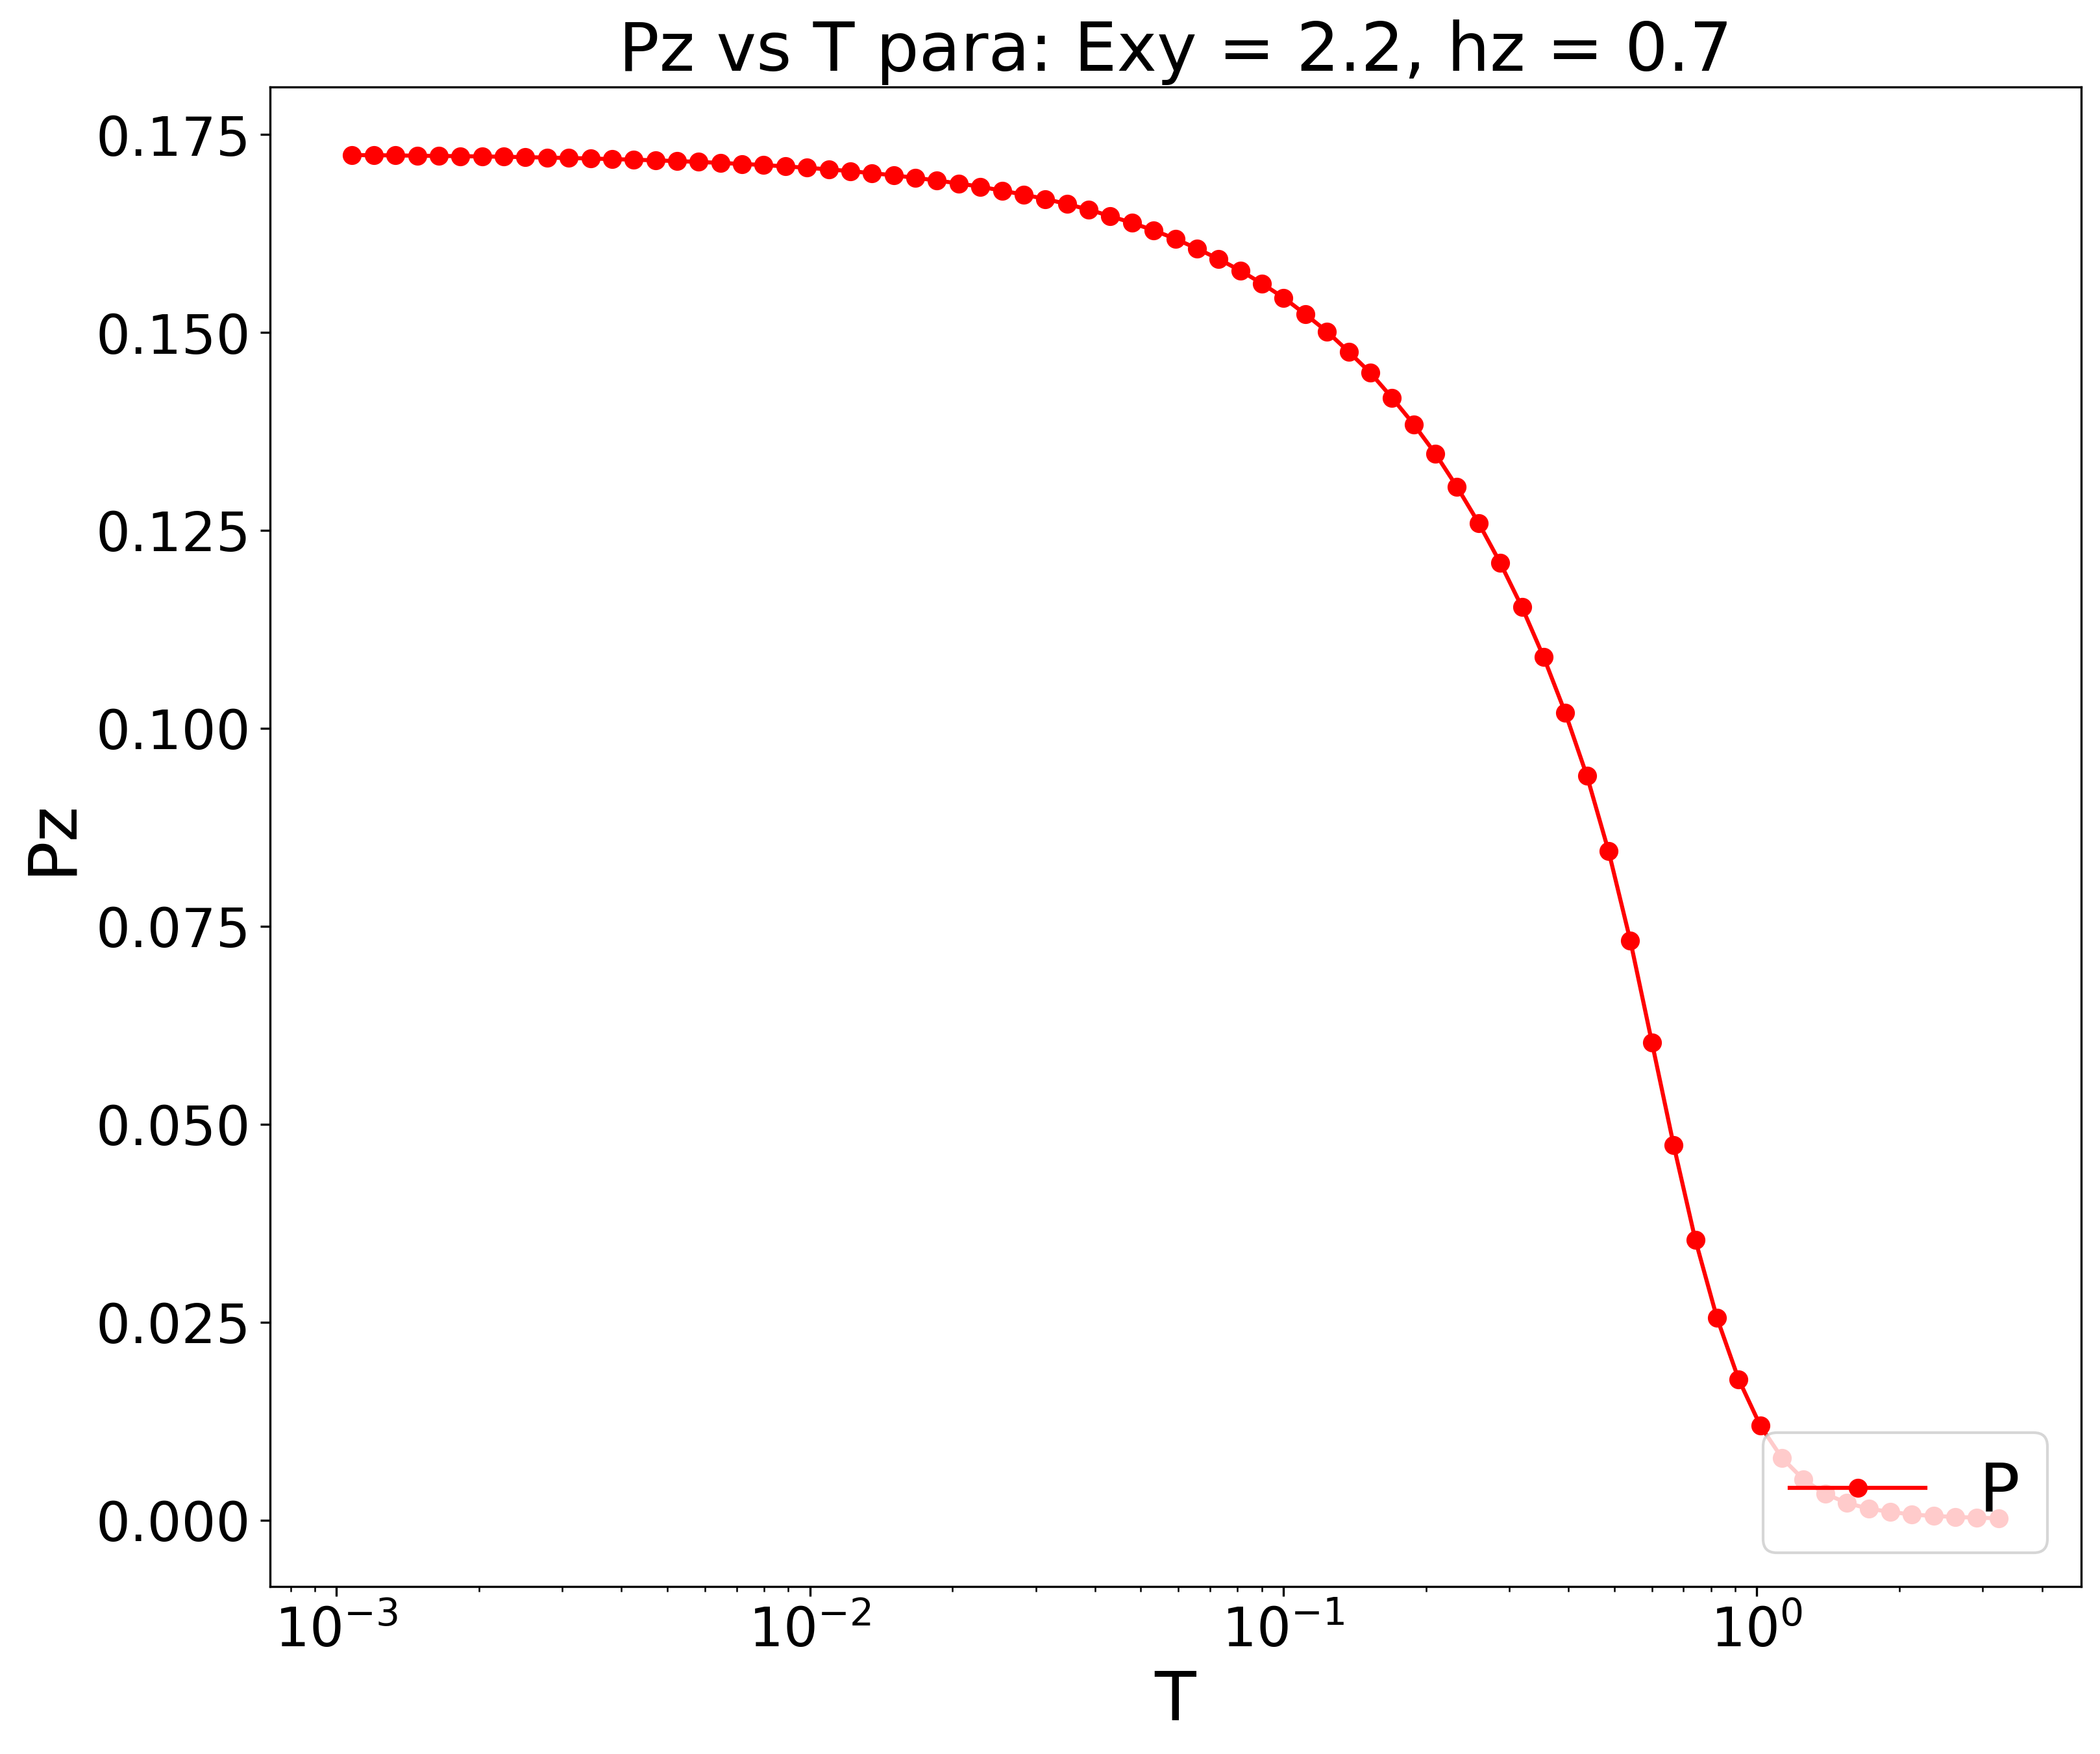 Pz vs T para: Exy = 2.2, hz = 0.7
0.175
0.150
0.125
0.100
0.075
0.050
0.025
0.000
Pz
P
10⁻³ 10⁻² 10⁻¹ 10⁰
T